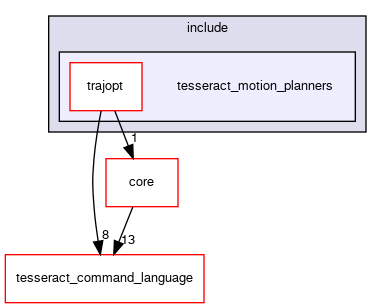 include
trajopt
tesseract_motion_planners
1
core
8
13
tesseract_command_language